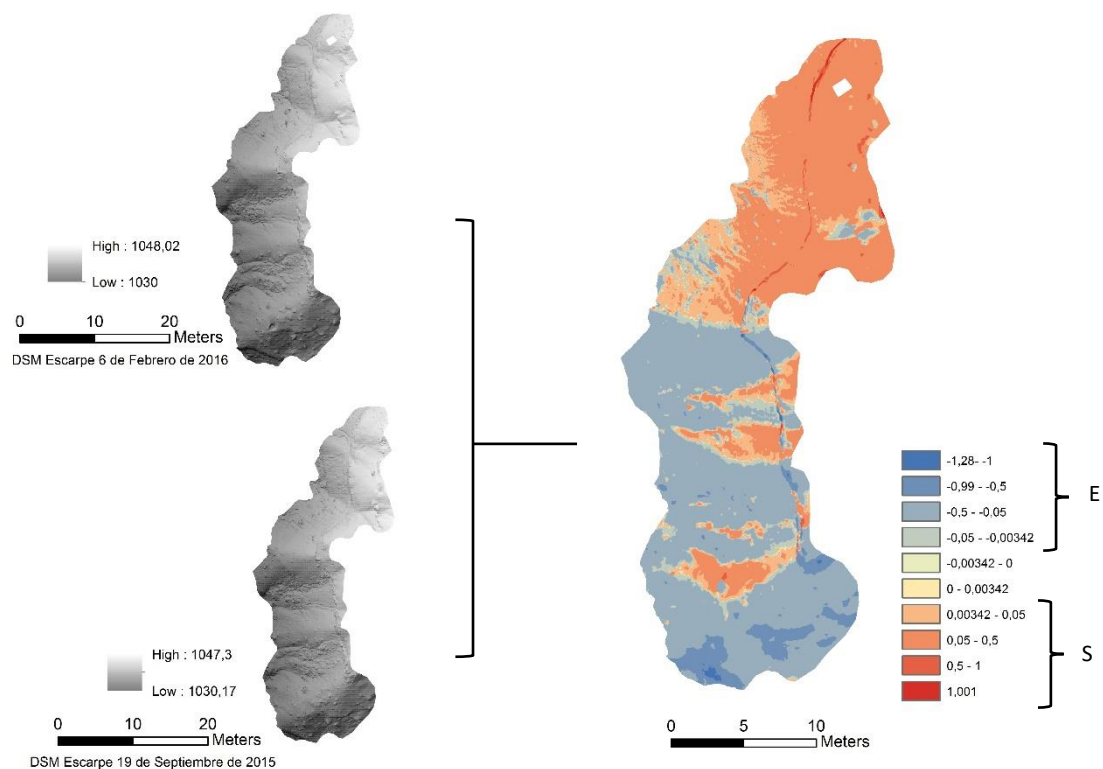 High : 1048,02
Low : 1030
0 10 20
Meters
DSM Escarpe 6 de Febrero de 2016
High : 1047,3
Low : 1030,17
0 10 20
Meters
DSM Escarpe 19 de Septiembre de 2015
-1,28- -1
-0,99 - -0,5
-0,5 - -0,05
-0,05 - -0,00342
-0,00342 - 0
0 - 0,00342
0,00342 - 0,05
0,05 - 0,5
0,5 - 1
1,001
E
S
0 5 10
Meters